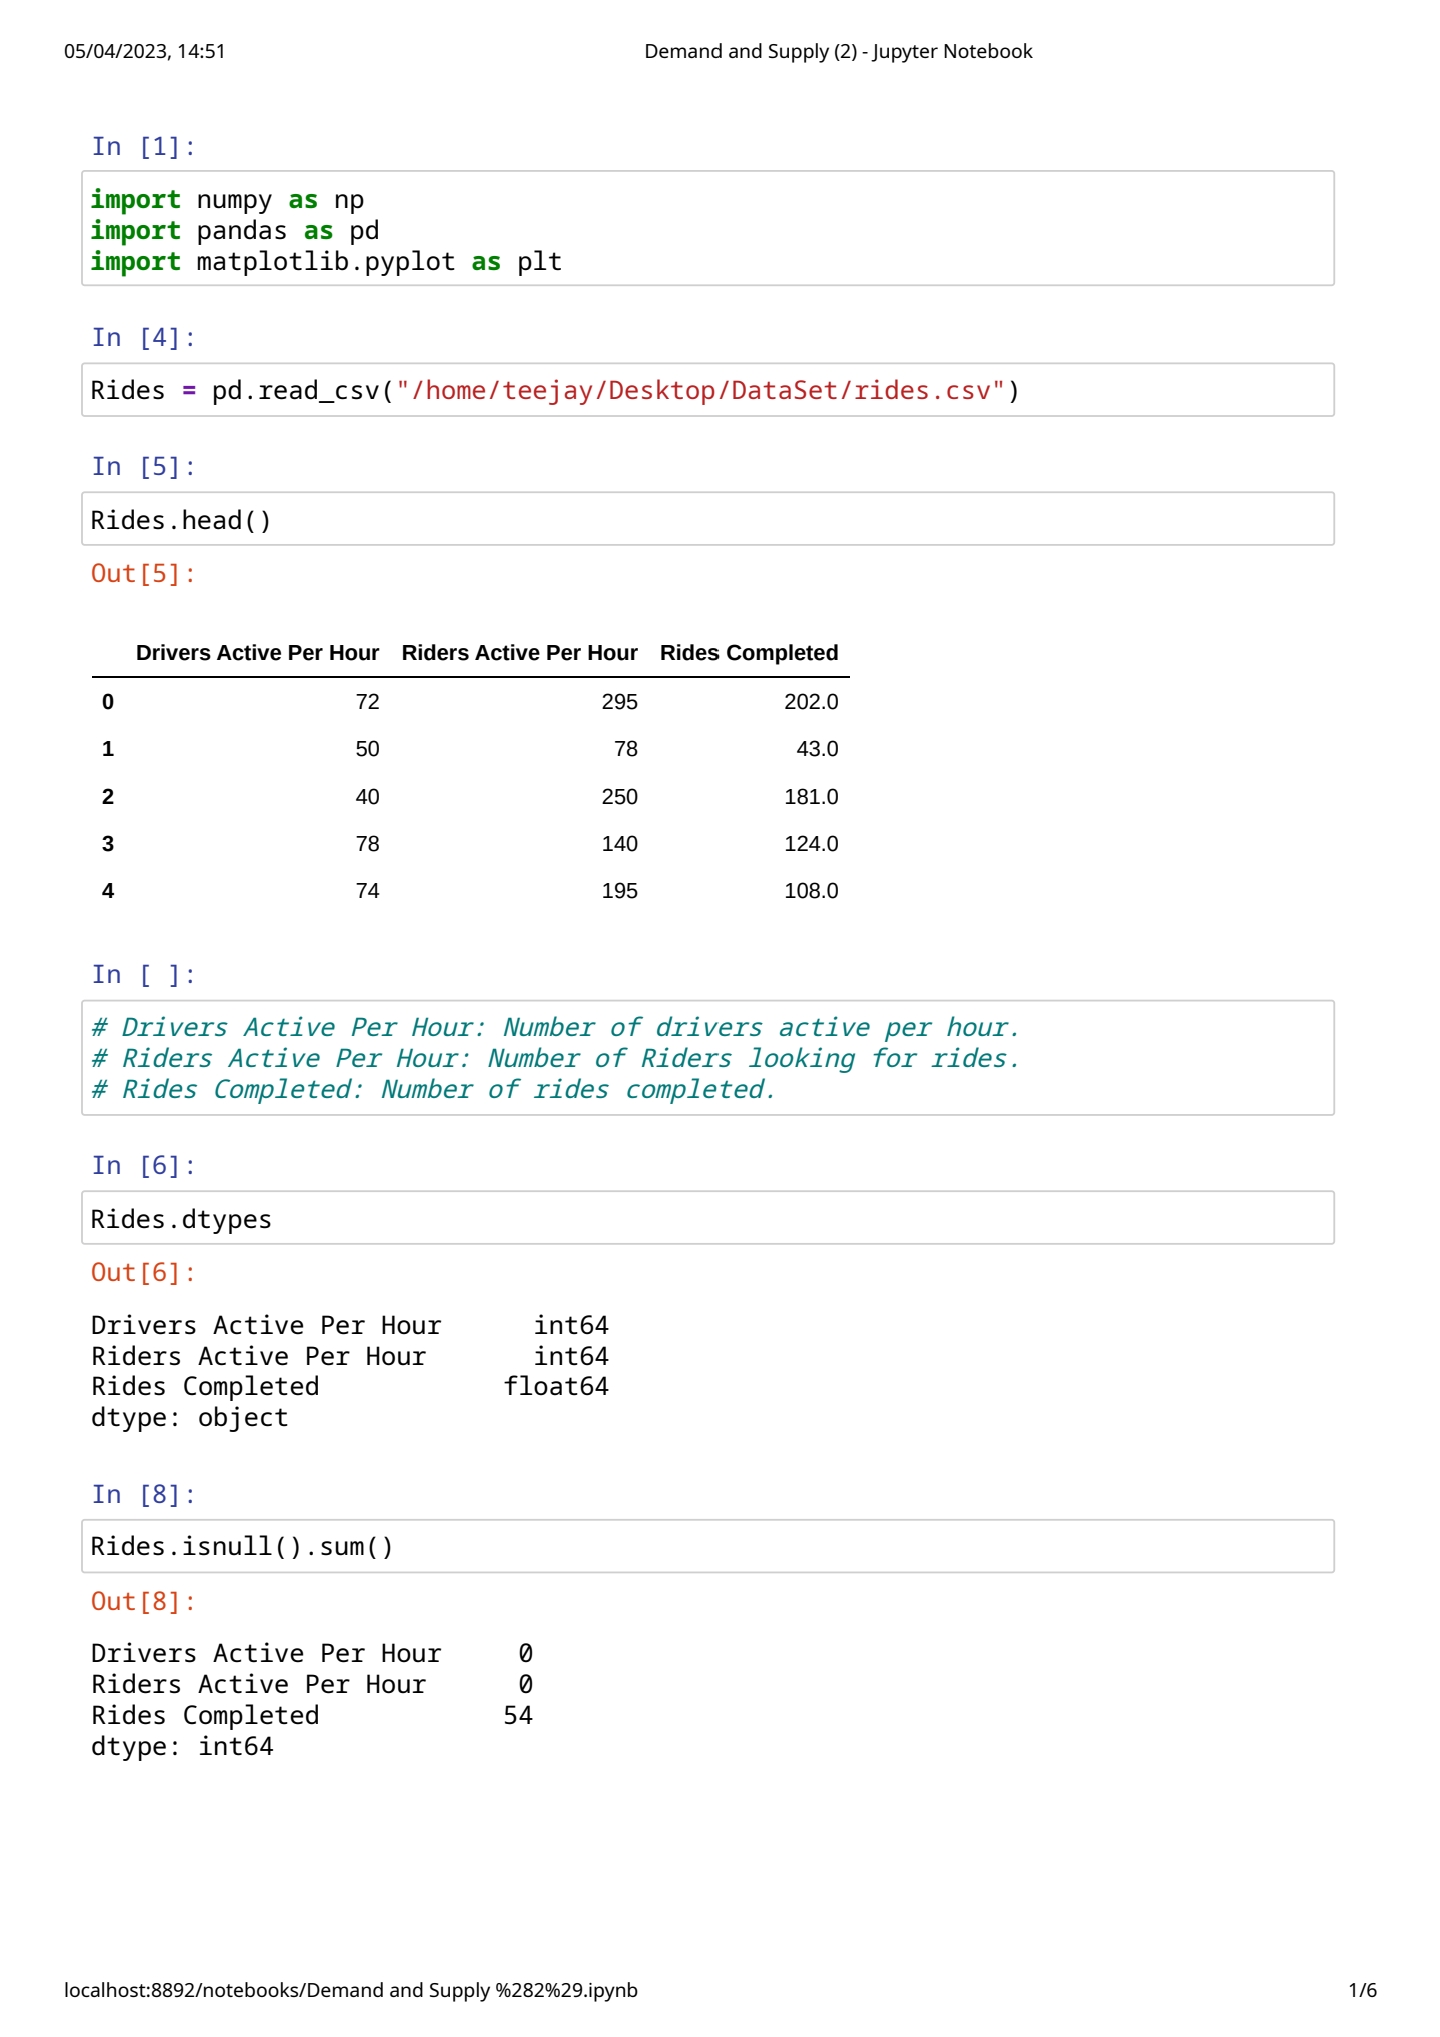 05/04/2023, 14:51 Demand and Supply (2) - Jupyter Notebook
In [1]:
import numpy as np
import pandas as pd
import matplotlib.pyplot as plt
In [4]:
Rides = pd.read_csv("/home/teejay/Desktop/DataSet/rides.csv")
In [5]:
Rides.head()
Out[5]:
Drivers Active Per Hour Riders Active Per Hour Rides Completed
0 72 295 202.0
1 50 78 43.0
2 40 250 181.0
3 78 140 124.0
4 74 195 108.0
In [ ]:
# Drivers Active Per Hour: Number of drivers active per hour.
# Riders Active Per Hour: Number of Riders looking for rides.
# Rides Completed: Number of rides completed.
In [6]:
Rides.dtypes
Out[6]:
Drivers Active Per Hour int64
Riders Active Per Hour int64
Rides Completed float64
dtype: object
In [8]:
Rides.isnull().sum()
Out[8]:
Drivers Active Per Hour 0
Riders Active Per Hour 0
Rides Completed 54
dtype: int64
localhost:8892/notebooks/Demand and Supply %282%29.ipynb 1/6